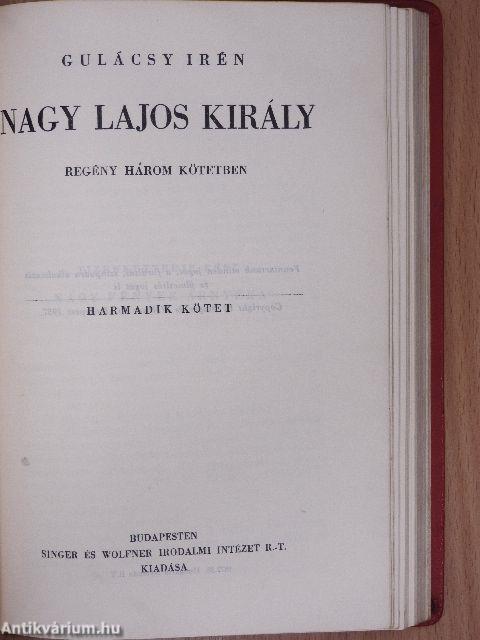 GULÁCSY IRÉN
NAGY LAJOS KIRÁLY
REGÉNY HÁROM KÖTETBEN
HARMADIK KÖTET
BUDAPESTEN
SINGER ÉS WOLFNER IRODALMI INTÉZET R.-T.
KIADÁSA
Antikvárium.hu